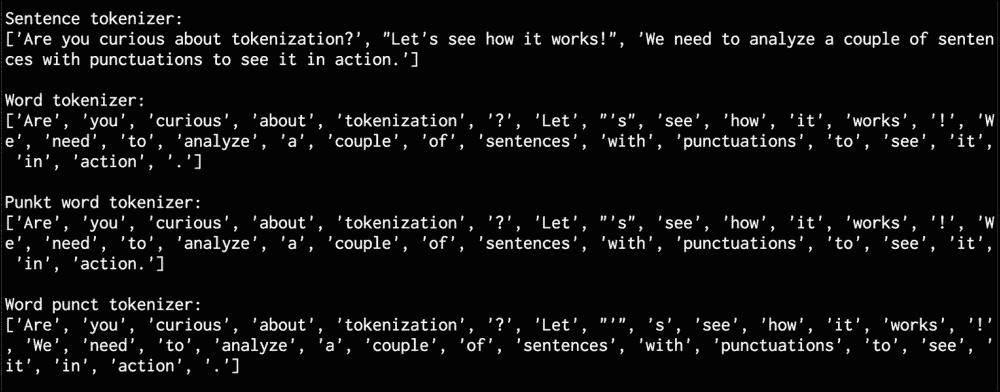 Sentence tokenizer:
['Are you curious about tokenization?', "Let's see how it works!", 'We need to analyze a couple of senten
ces with punctuations to see it in action.']
Word tokenizer:
['Are', 'you', 'curious', 'about', 'tokenization', '?', 'Let', "'s", 'see', 'how', 'it', 'works', '!', 'W
e', 'need', 'to', 'analyze', 'a', 'couple', 'of', 'sentences', 'with', 'punctuations', 'to', 'see', 'it',
'in', 'action', '.']
Punkt word tokenizer:
['Are', 'you', 'curious', 'about', 'tokenization', '?', 'Let', "'s", 'see', 'how', 'it', 'works', '!', 'W
e', 'need', 'to', 'analyze', 'a', 'couple', 'of', 'sentences', 'with', 'punctuations', 'to', 'see', 'it',
'in', 'action.']
Word punct tokenizer:
['Are', 'you', 'curious', 'about', 'tokenization', '?', 'Let', "'", 's', 'see', 'how', 'it', 'works', '!'
, 'We', 'need', 'to', 'analyze', 'a', 'couple', 'of', 'sentences', 'with', 'punctuations', 'to', 'see', '
it', 'in', 'action', '.']